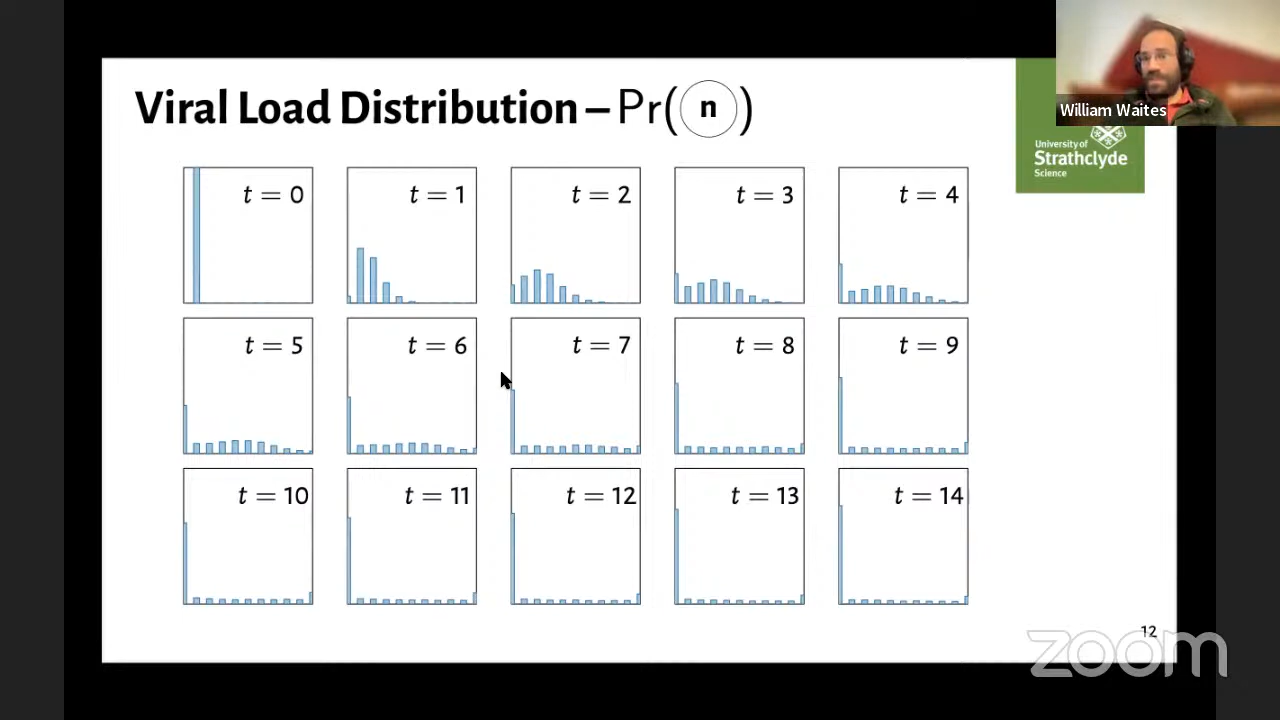 Viral Load Distribution – Pr(n)
William Waites
University of
Strathclyde
Science
t = 0
t = 1
t = 2
t = 3
t = 4
t = 5
t = 6
t = 7
t = 8
t = 9
t = 10
t = 11
t = 12
t = 13
t = 14
12
zoom